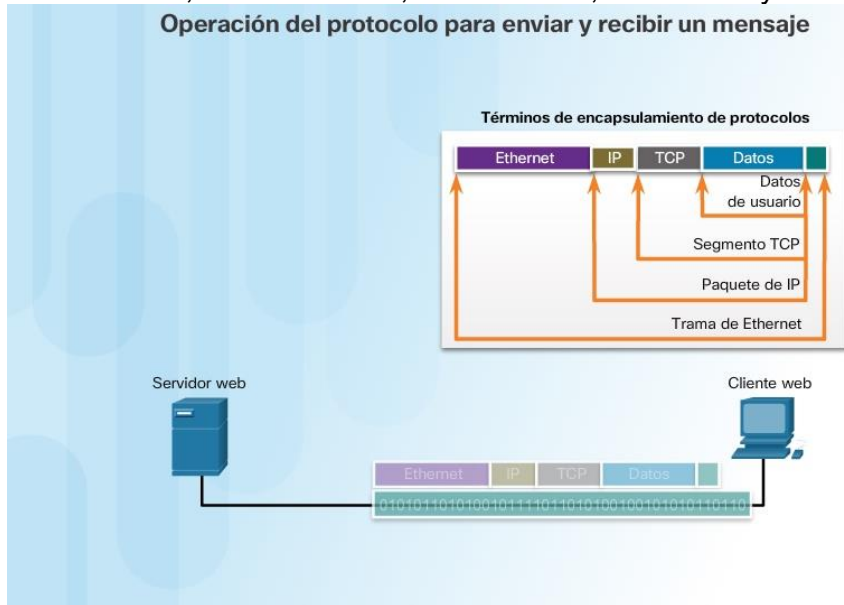 Operación del protocolo para enviar y recibir un mensaje
Términos de encapsulamiento de protocolos
Ethernet IP TCP Datos
Datos
de usuario
Segmento TCP
Paquete de IP
Trama de Ethernet
Servidor web
Cliente web
Ethernet IP TCP Datos